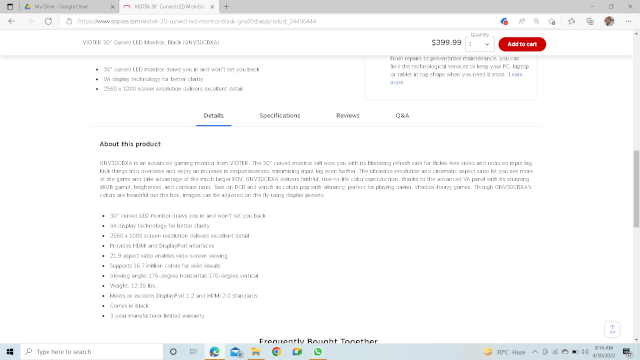 My Drive - Google Drive
VIOTEK 30" Curved LED Monitor
https://www.staples.com/viotek-30-curved-led-monitor-black-gnv30cbxa/product_24496444
VIOTEK 30" Curved LED Monitor, Black (GNV30CBXA)
$399.99
Quantity
1
Add to cart
From repairs to preventative maintenance, you can
find the technological services to keep your PC, laptop
or tablet in top shape when you need it most. Learn
more
30" curved LED monitor draws you in and won't set you back
VA display technology for better clarity
2560 x 1080 screen resolution delivers excellent detail
Details
Specifications
Reviews
Q&A
About this product
GNV30CBXA is an advanced gaming monitor from VIOTEK. The 30" curved monitor will wow you with its blistering refresh rate for flicker-free video and reduced input lag.
Kick things into overdrive and enjoy an increase in responsiveness, minimizing input lag even further. The ultrawide resolution and cinematic aspect ratio let you see more
of the game and take advantage of the much larger FOV. GNV30CBXA delivers faithful, true-to-life color reproduction, thanks to the advanced VA panel with its stunning
sRGB gamut, brightness, and contrast ratio. Turn on DCR and watch as colors pop with vibrancy, perfect for playing darker, shadow-heavy games. Though GNV30CBXA's
colors are beautiful out the box, images can be adjusted on the fly using display presets.
30" curved LED monitor draws you in and won't set you back
VA display technology for better clarity
2560 x 1080 screen resolution delivers excellent detail
Provides HDMI and DisplayPort interfaces
21:9 aspect ratio enables wide-screen viewing
Supports 16.7 million colors for vivid visuals
Viewing angle: 178-degree horizontal, 170-degree vertical
Weight: 12.35 lbs.
Meets or exceeds DisplayPort 1.2 and HDMI 2.0 standards
Comes in black
3-year manufacturer limited warranty
Frequently Bought Together
Type here to search
30°C Haze
8:14 AM
4/30/2022